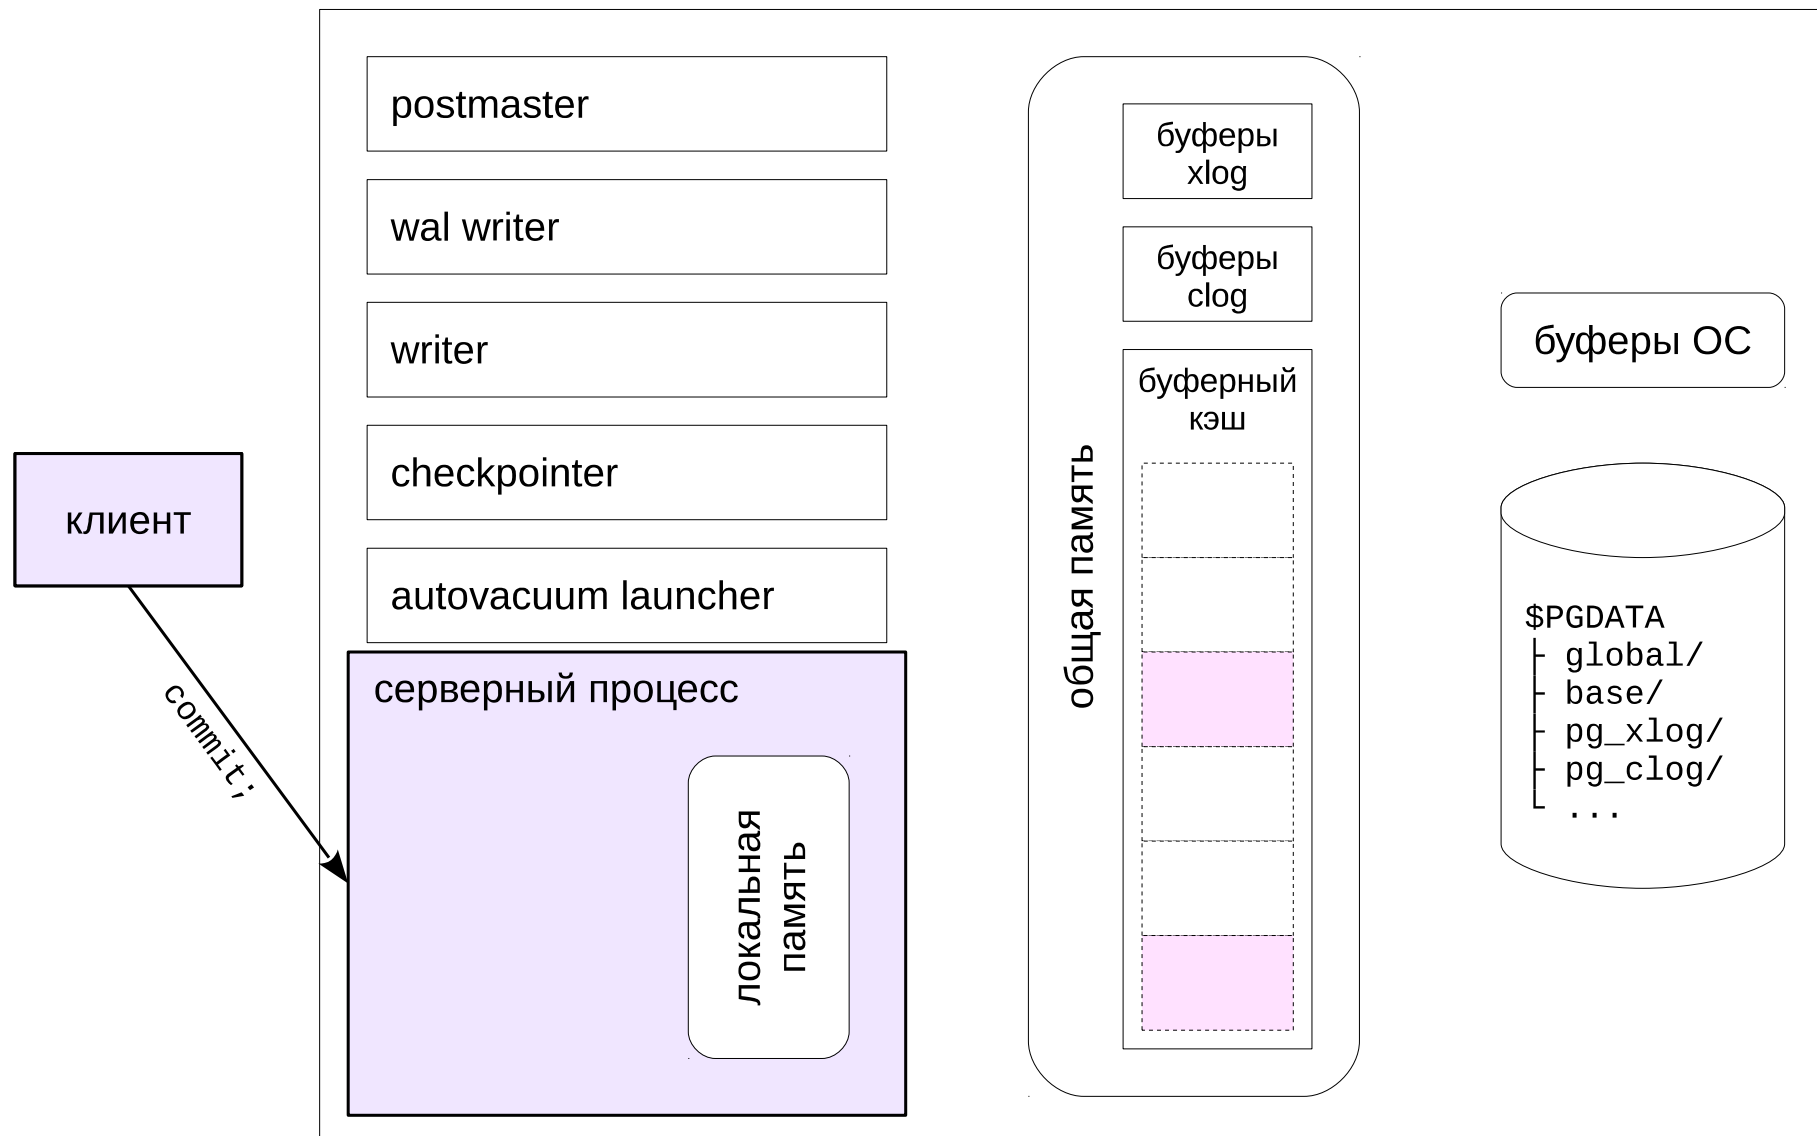 postmaster
wal writer
writer
checkpointer
autovacuum launcher
клиент
commit;
серверный процесс
локальная
память
общая память
буферы
xlog
буферы
clog
буферный
кэш
буферы ОС
$PGDATA
├ global/
├ base/
├ pg_xlog/
├ pg_clog/
└ ...